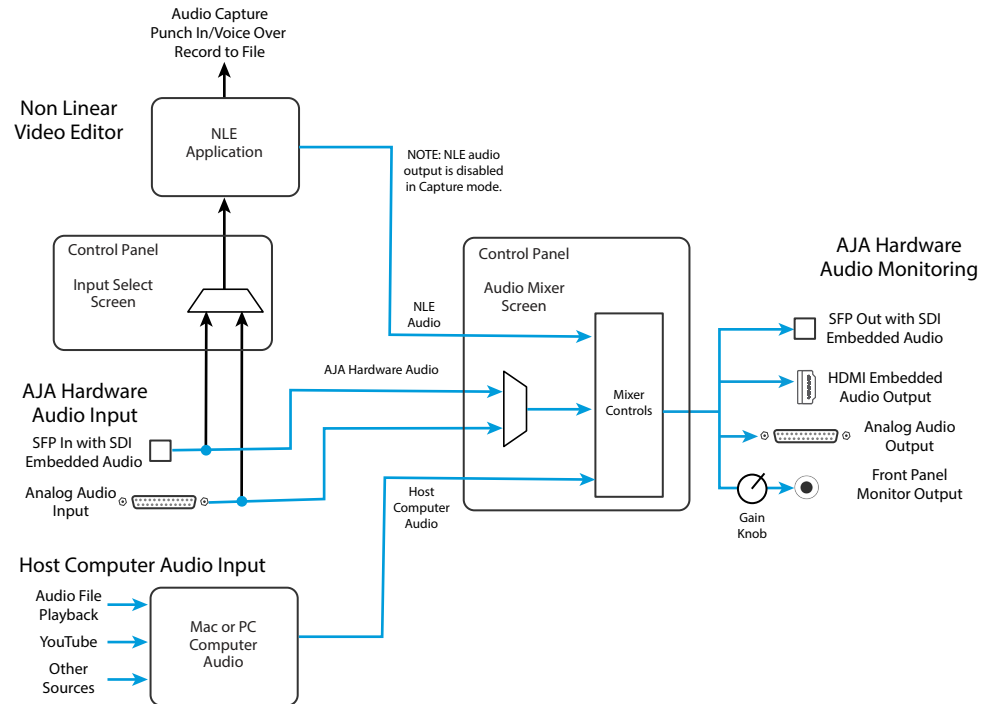 Audio Capture
Punch In/Voice Over
Record to File
Non Linear
Video Editor
NLE
Application
NOTE: NLE audio
output is disabled
in Capture mode.
Control Panel
Input Select
Screen
Control Panel
Audio Mixer
Screen
AJA Hardware
Audio Monitoring
NLE
Audio
SFP Out with SDI
Embedded Audio
AJA Hardware Audio
HDMI Embedded
Audio Output
AJA Hardware
Audio Input
Mixer
Controls
SFP In with SDI
Embedded Audio
Analog Audio
Output
Analog Audio
Input
Host
Computer
Audio
Front Panel
Monitor Output
Gain
Knob
Host Computer Audio Input
Audio File
Playback
YouTube
Other
Sources
Mac or PC
Computer
Audio